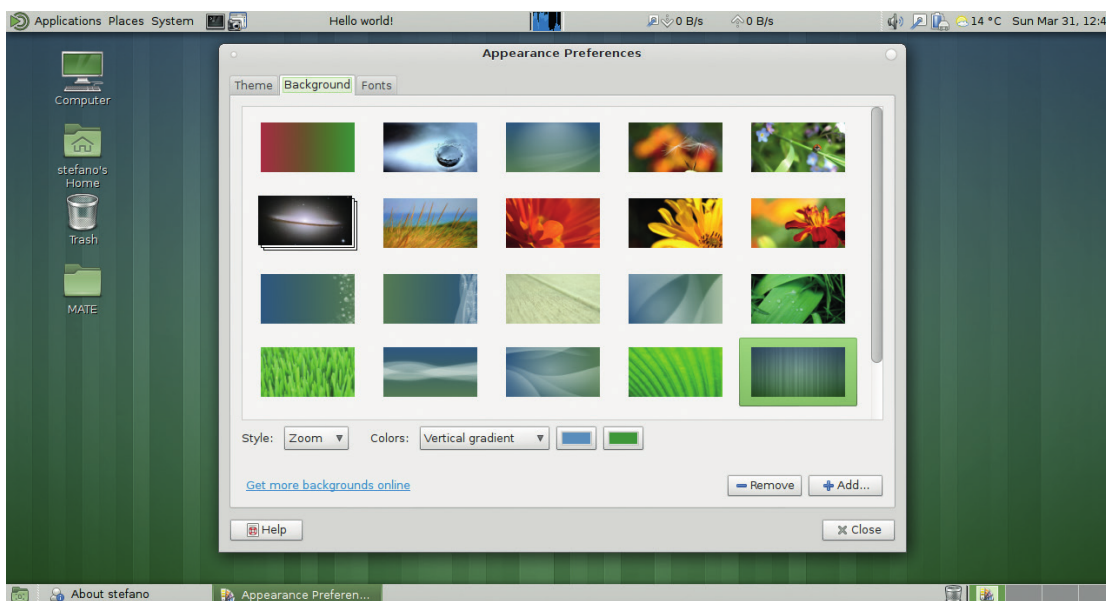 Applications Places System Hello world! 0 B/s 0 B/s 14 °C Sun Mar 31, 12:4
Computer
stefano's
Home
Trash
MATE
Appearance Preferences
Theme Background Fonts
Style: Zoom Colors: Vertical gradient
Get more backgrounds online Remove Add...
Help Close
About stefano Appearance Preferen...